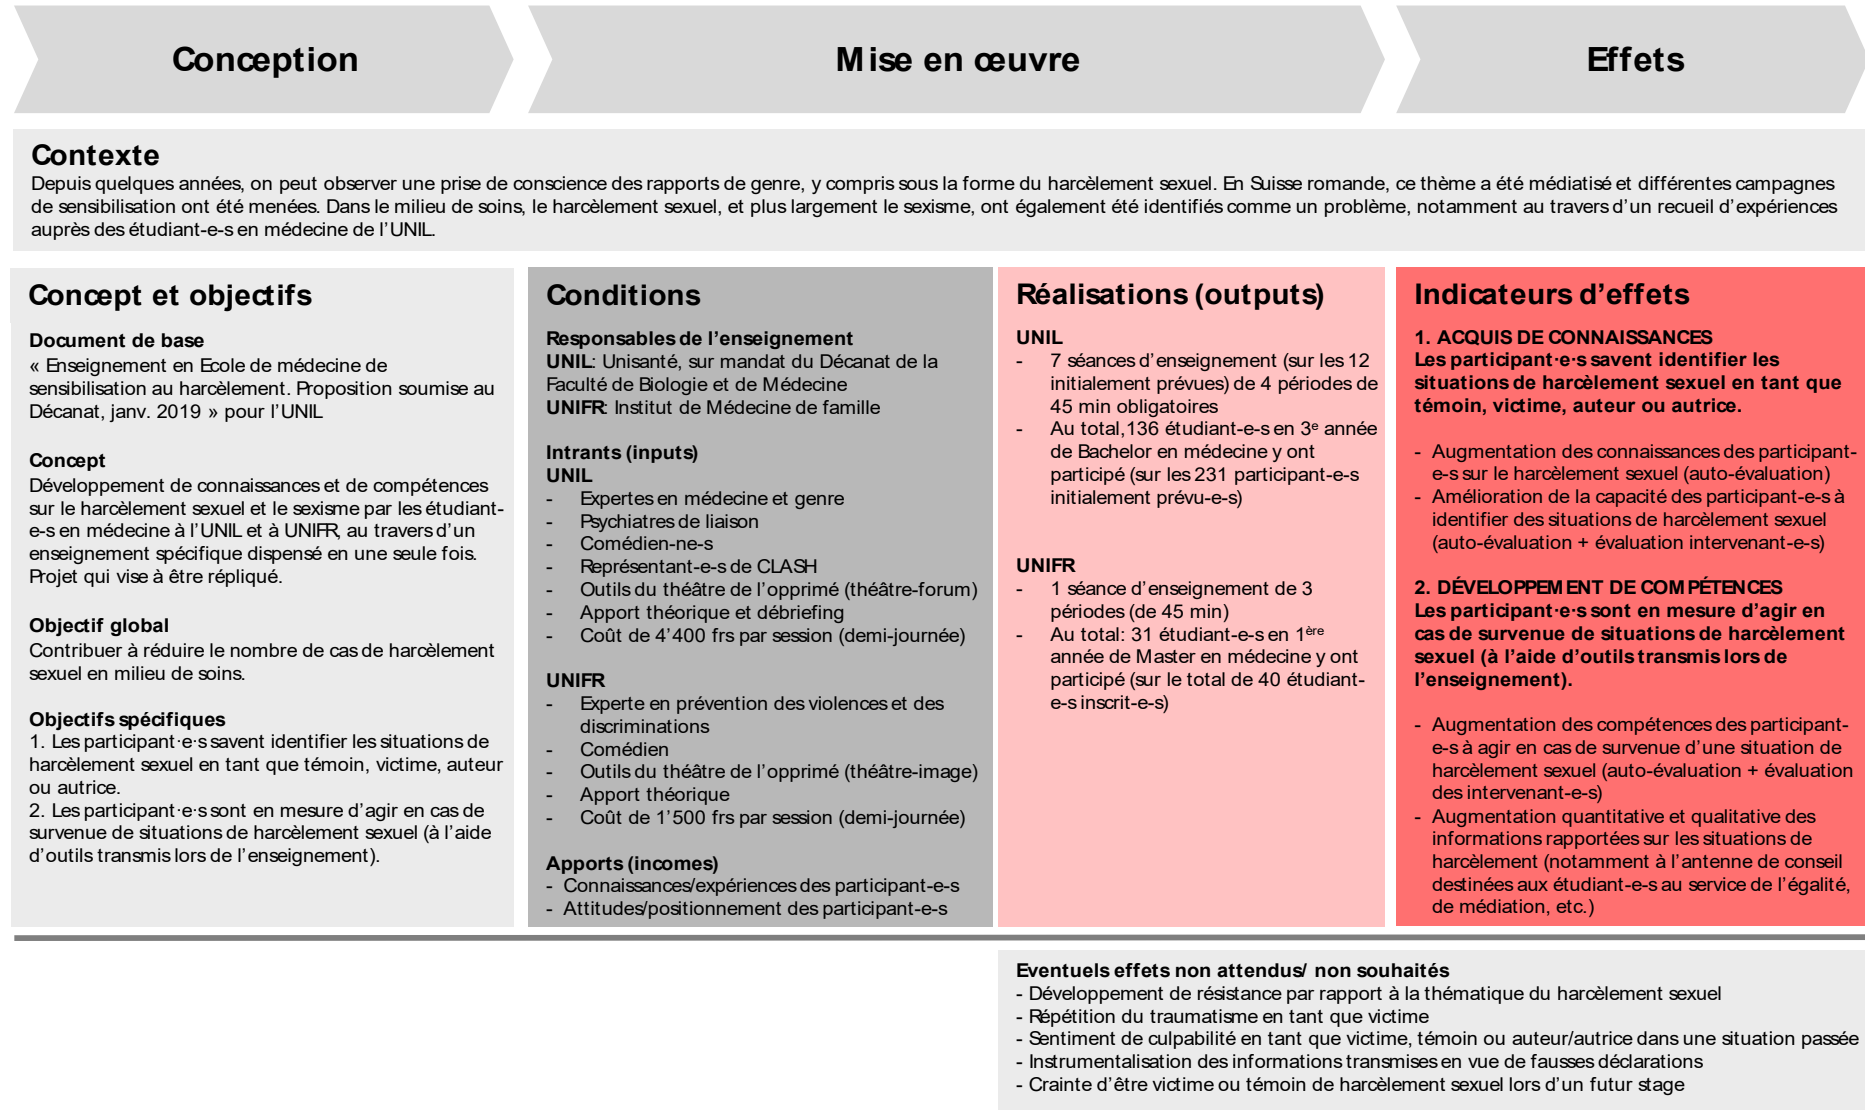 Conception
Mise en œuvre
Effets
Contexte
Depuis quelques années, on peut observer une prise de conscience des rapports de genre, y compris sous la forme du harcèlement sexuel. En Suisse romande, ce thème a été médiatisé et différentes campagnes
de sensibilisation ont été menées. Dans le milieu de soins, le harcèlement sexuel, et plus largement le sexisme, ont également été identifiés comme un problème, notamment au travers d’un recueil d’expériences
auprès des étudiant-e-s en médecine de l’UNIL.
Concept et objectifs
Document de base
« Enseignement en Ecole de médecine de
sensibilisation au harcèlement. Proposition soumise au
Décanat, janv. 2019 » pour l’UNIL
Concept
Développement de connaissances et de compétences
sur le harcèlement sexuel et le sexisme par les étudiant-
e-s en médecine à l’UNIL et à UNIFR, au travers d’un
enseignement spécifique dispensé en une seule fois.
Projet qui vise à être répliqué.
Objectif global
Contribuer à réduire le nombre de cas de harcèlement
sexuel en milieu de soins.
Objectifs spécifiques
1. Les participant·e·s savent identifier les situations de
harcèlement sexuel en tant que témoin, victime, auteur
ou autrice.
2. Les participant·e·s sont en mesure d’agir en cas de
survenue de situations de harcèlement sexuel (à l’aide
d’outils transmis lors de l’enseignement).
Conditions
Responsables de l’enseignement
UNIL: Unisanté, sur mandat du Décanat de la
Faculté de Biologie et de Médecine
UNIFR: Institut de Médecine de famille
Intrants (inputs)
UNIL
- Expertes en médecine et genre
- Psychiatres de liaison
- Comédien-ne-s
- Représentant-e-s de CLASH
- Outils du théâtre de l’opprimé (théâtre-forum)
- Apport théorique et débriefing
- Coût de 4’400 frs par session (demi-journée)
UNIFR
- Experte en prévention des violences et des
discriminations
- Comédien
- Outils du théâtre de l’opprimé (théâtre-image)
- Apport théorique
- Coût de 1’500 frs par session (demi-journée)
Apports (incomes)
- Connaissances/expériences des participant-e-s
- Attitudes/positionnement des participant-e-s
Réalisations (outputs)
UNIL
- 7 séances d’enseignement (sur les 12
initialement prévues) de 4 périodes de
45 min obligatoires
- Au total,136 étudiant-e-s en 3e année
de Bachelor en médecine y ont
participé (sur les 231 participant-e-s
initialement prévu-e-s)
UNIFR
- 1 séance d’enseignement de 3
périodes (de 45 min)
- Au total: 31 étudiant-e-s en 1ère
année de Master en médecine y ont
participé (sur le total de 40 étudiant-
e-s inscrit-e-s)
Indicateurs d’effets
1. ACQUIS DE CONNAISSANCES
Les participant·e·s savent identifier les
situations de harcèlement sexuel en tant que
témoin, victime, auteur ou autrice.
- Augmentation des connaissances des participant-
e-s sur le harcèlement sexuel (auto-évaluation)
- Amélioration de la capacité des participant-e-s à
identifier des situations de harcèlement sexuel
(auto-évaluation + évaluation intervenant-e-s)
2. DÉVELOPPEMENT DE COMPÉTENCES
Les participant·e·s sont en mesure d’agir en
cas de survenue de situations de harcèlement
sexuel (à l’aide d’outils transmis lors de
l’enseignement).
- Augmentation des compétences des participant-
e-s à agir en cas de survenue d’une situation de
harcèlement sexuel (auto-évaluation + évaluation
des intervenant-e-s)
- Augmentation quantitative et qualitative des
informations rapportées sur les situations de
harcèlement (notamment à l’antenne de conseil
destinées aux étudiant-e-s au service de l’égalité,
de médiation, etc.)
Eventuels effets non attendus/ non souhaités
- Développement de résistance par rapport à la thématique du harcèlement sexuel
- Répétition du traumatisme en tant que victime
- Sentiment de culpabilité en tant que victime, témoin ou auteur/autrice dans une situation passée
- Instrumentalisation des informations transmises en vue de fausses déclarations
- Crainte d’être victime ou témoin de harcèlement sexuel lors d’un futur stage